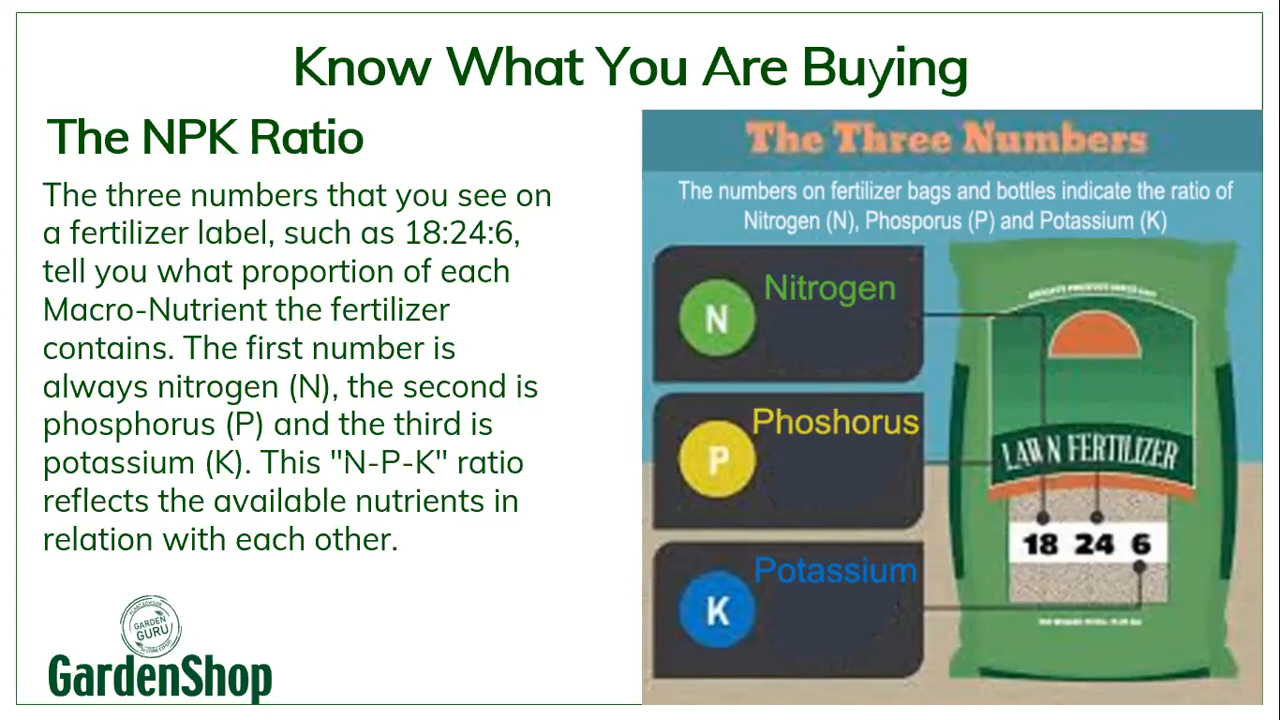 Know What You Are Buying
The NPK Ratio
The three numbers that you see on
a fertilizer label, such as 18:24:6,
tell you what proportion of each
Macro-Nutrient the fertilizer
contains. The first number is
always nitrogen (N), the second is
phosphorus (P) and the third is
potassium (K). This "N-P-K" ratio
reflects the available nutrients in
relation with each other.
GARDEN
GURU
GardenShop
The Three Numbers
The numbers on fertilizer bags and bottles indicate the ratio of
Nitrogen (N), Phosporus (P) and Potassium (K)
N
Nitrogen
P
Phoshorus
K
Potassium
LAWN FERTILIZER
18 24 6